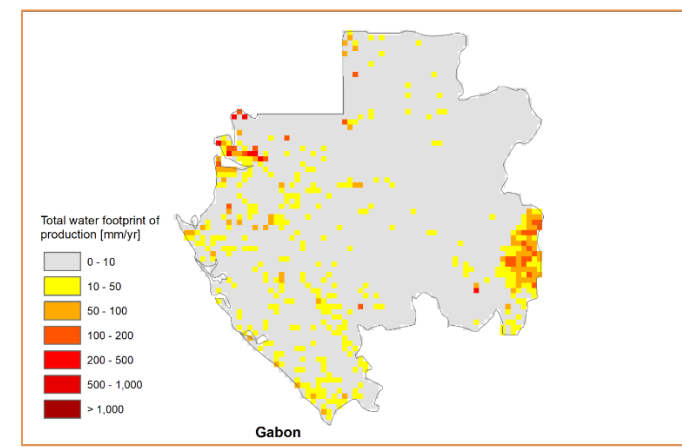 Total water footprint of
production [mm/yr]
0 - 10
10 - 50
50 - 100
100 - 200
200 - 500
500 - 1,000
> 1,000
Gabon